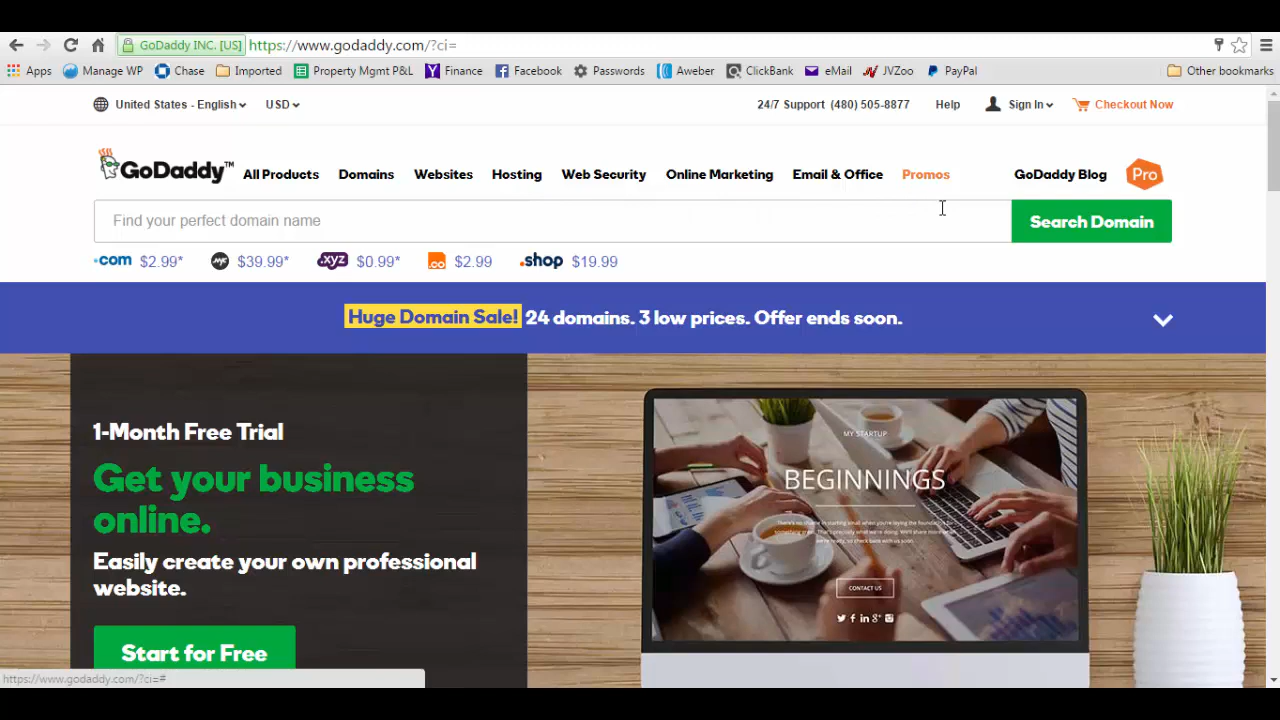 GoDaddy INC. [US] https://www.godaddy.com/?ci=
Apps Manage WP Chase Imported Property Mgmt P&L Finance Facebook Passwords Aweber ClickBank eMail JVZoo PayPal Other bookmarks
United States - English USD 24/7 Support (480) 505-8877 Help Sign In Checkout Now
GoDaddy™ All Products Domains Websites Hosting Web Security Online Marketing Email & Office Promos GoDaddy Blog Pro
Find your perfect domain name Search Domain
.com $2.99* $39.99* .xyz $0.99* .co $2.99 .shop $19.99
Huge Domain Sale! 24 domains. 3 low prices. Offer ends soon.
1-Month Free Trial
Get your business
online.
Easily create your own professional
website.
Start for Free
MY STARTUP
BEGINNINGS
CONTACT US
https://www.godaddy.com/?ci=#